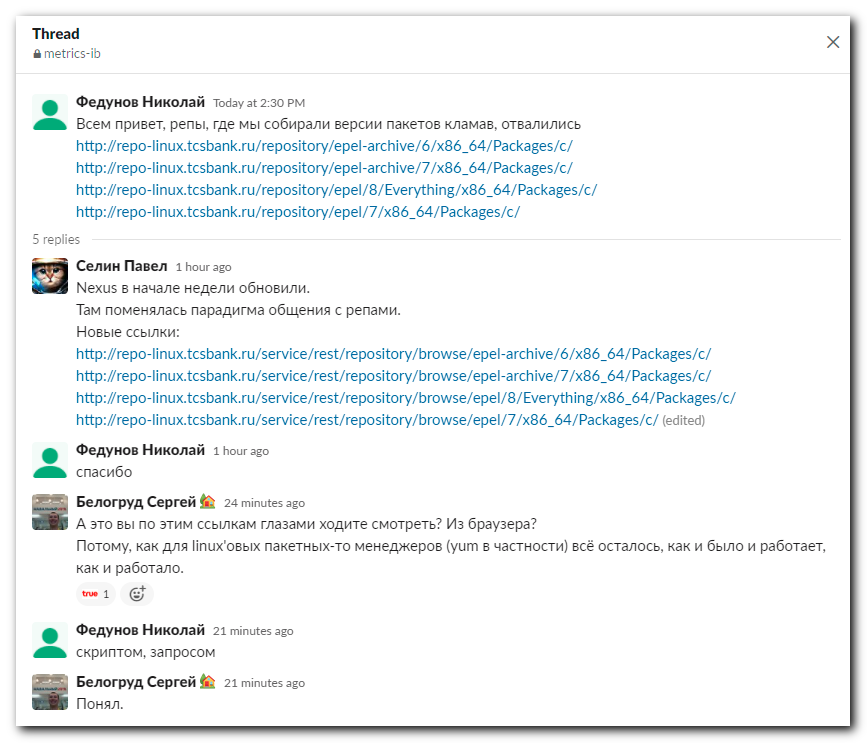 Thread
metrics-ib
Федунов Николай Today at 2:30 PM
Всем привет, репы, где мы собирали версии пакетов кламав, отвалились
http://repo-linux.tcsbank.ru/repository/epel-archive/6/x86_64/Packages/c/
http://repo-linux.tcsbank.ru/repository/epel-archive/7/x86_64/Packages/c/
http://repo-linux.tcsbank.ru/repository/epel/8/Everything/x86_64/Packages/c/
http://repo-linux.tcsbank.ru/repository/epel/7/x86_64/Packages/c/
5 replies
Селин Павел 1 hour ago
Nexus в начале недели обновили.
Там поменялась парадигма общения с репами.
Новые ссылки:
http://repo-linux.tcsbank.ru/service/rest/repository/browse/epel-archive/6/x86_64/Packages/c/
http://repo-linux.tcsbank.ru/service/rest/repository/browse/epel-archive/7/x86_64/Packages/c/
http://repo-linux.tcsbank.ru/service/rest/repository/browse/epel/8/Everything/x86_64/Packages/c/
http://repo-linux.tcsbank.ru/service/rest/repository/browse/epel/7/x86_64/Packages/c/ (edited)
Федунов Николай 1 hour ago
спасибо
Белогруд Сергей 24 minutes ago
А это вы по этим ссылкам глазами ходите смотреть? Из браузера?
Потому, как для linux'овых пакетных-то менеджеров (yum в частности) всё осталось, как и было и работает,
как и работало.
true 1
Федунов Николай 21 minutes ago
скриптом, запросом
Белогруд Сергей 21 minutes ago
Понял.